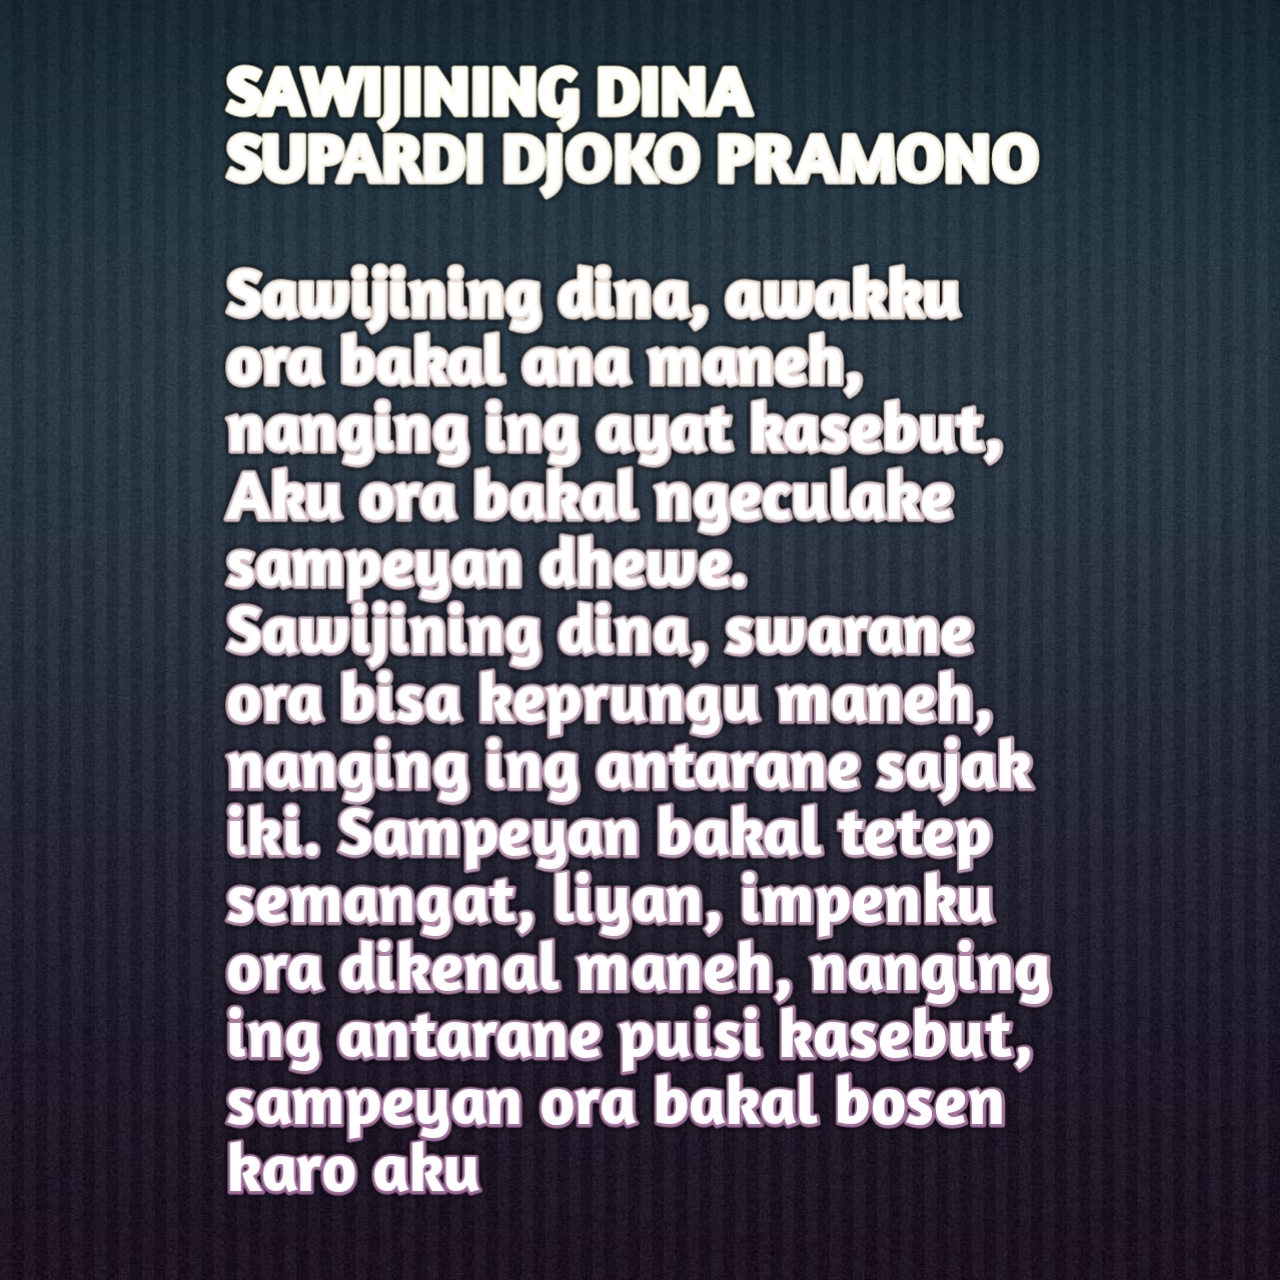 SAWIJINING DINA
SUPARDI DJOKO PRAMONO
Sawijining dina, awakku
ora bakal ana maneh,
nanging ing ayat kasebut,
Aku ora bakal ngeculake
sampeyan dhewe.
Sawijining dina, swarane
ora bisa keprungu maneh,
nanging ing antarane sajak
iki. Sampeyan bakal tetep
semangat, liyan, impenku
ora dikenal maneh, nanging
ing antarane puisi kasebut,
sampeyan ora bakal bosen
karo aku